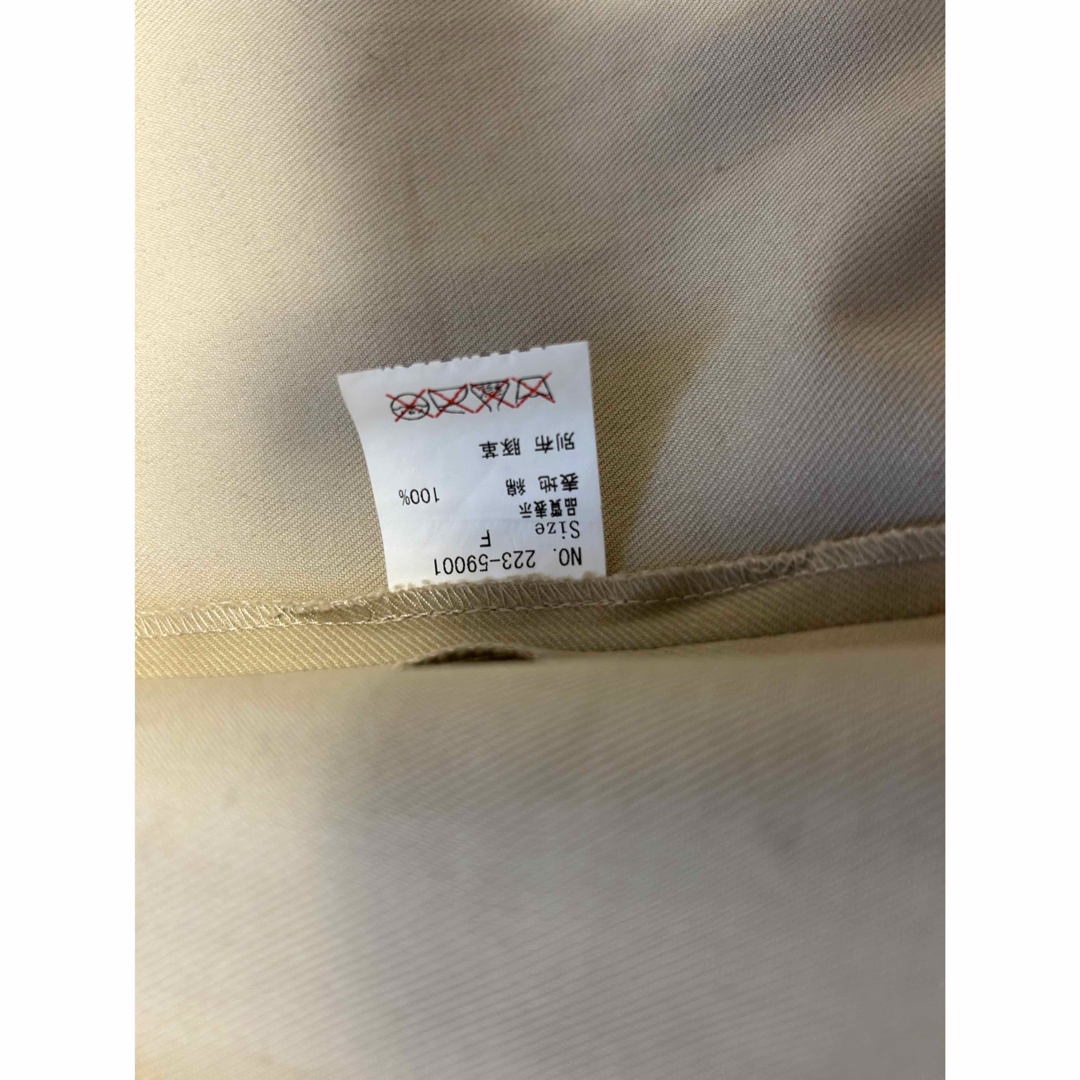 NO. 223-59001
Size F
品質表示
表地 綿 100%
別布 豚革